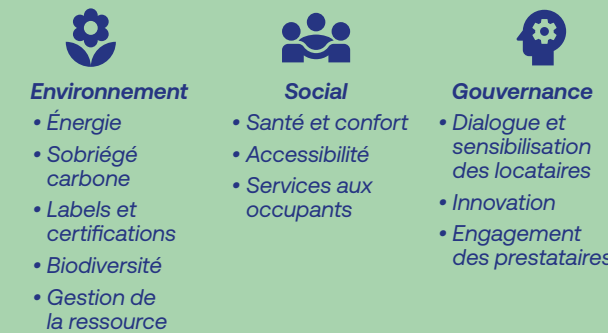 Environnement
• Énergie
• Sobriégé
carbone
• Labels et
certifications
• Biodiversité
• Gestion de
la ressource
Social
• Santé et confort
• Accessibilité
• Services aux
occupants
Gouvernance
• Dialogue et
sensibilisation
des locataires
• Innovation
• Engagement
des prestataires